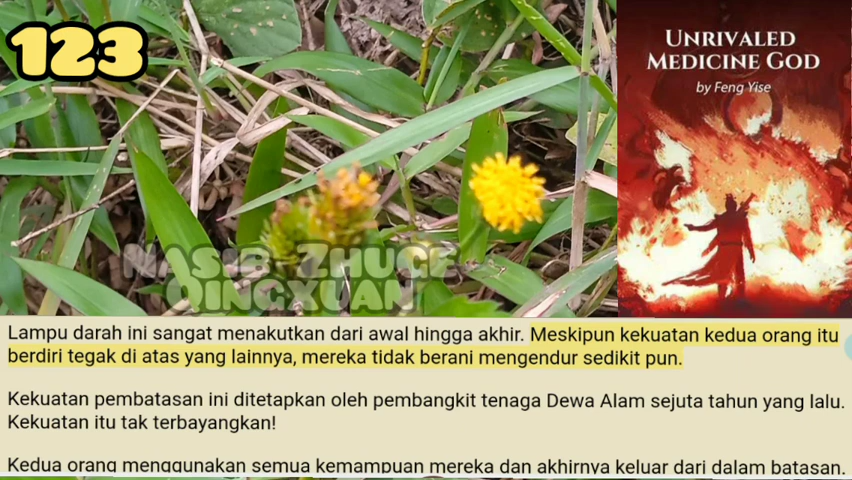 123
UNRIVALED
MEDICINE GOD
by Feng Yise
NASIB ZHUGE
QINGXUAN
Lampu darah ini sangat menakutkan dari awal hingga akhir. Meskipun kekuatan kedua orang itu
berdiri tegak di atas yang lainnya, mereka tidak berani mengendur sedikit pun.
Kekuatan pembatasan ini ditetapkan oleh pembangkit tenaga Dewa Alam sejuta tahun yang lalu.
Kekuatan itu tak terbayangkan!
Kedua orang menggunakan semua kemampuan mereka dan akhirnya keluar dari dalam batasan.